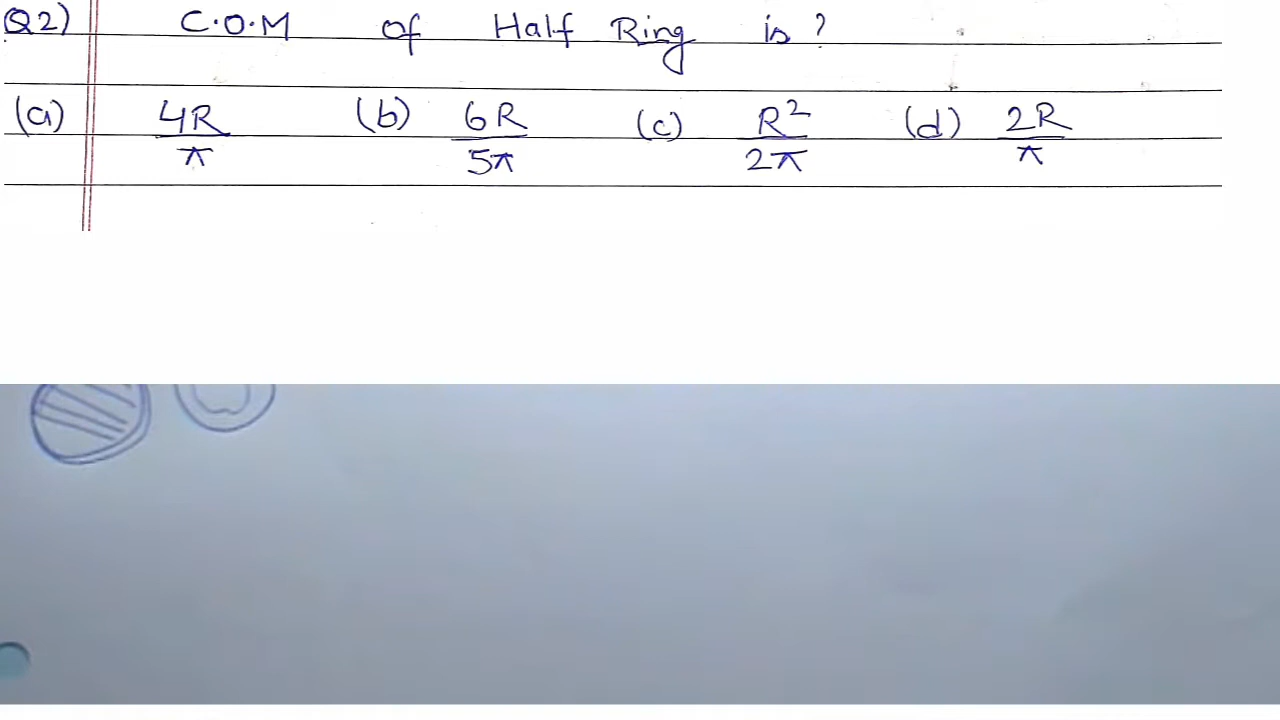 Q2) C.O.M of Half Ring is ?
(a) 4R/π (b) 6R/5π (c) R²/2π (d) 2R/π